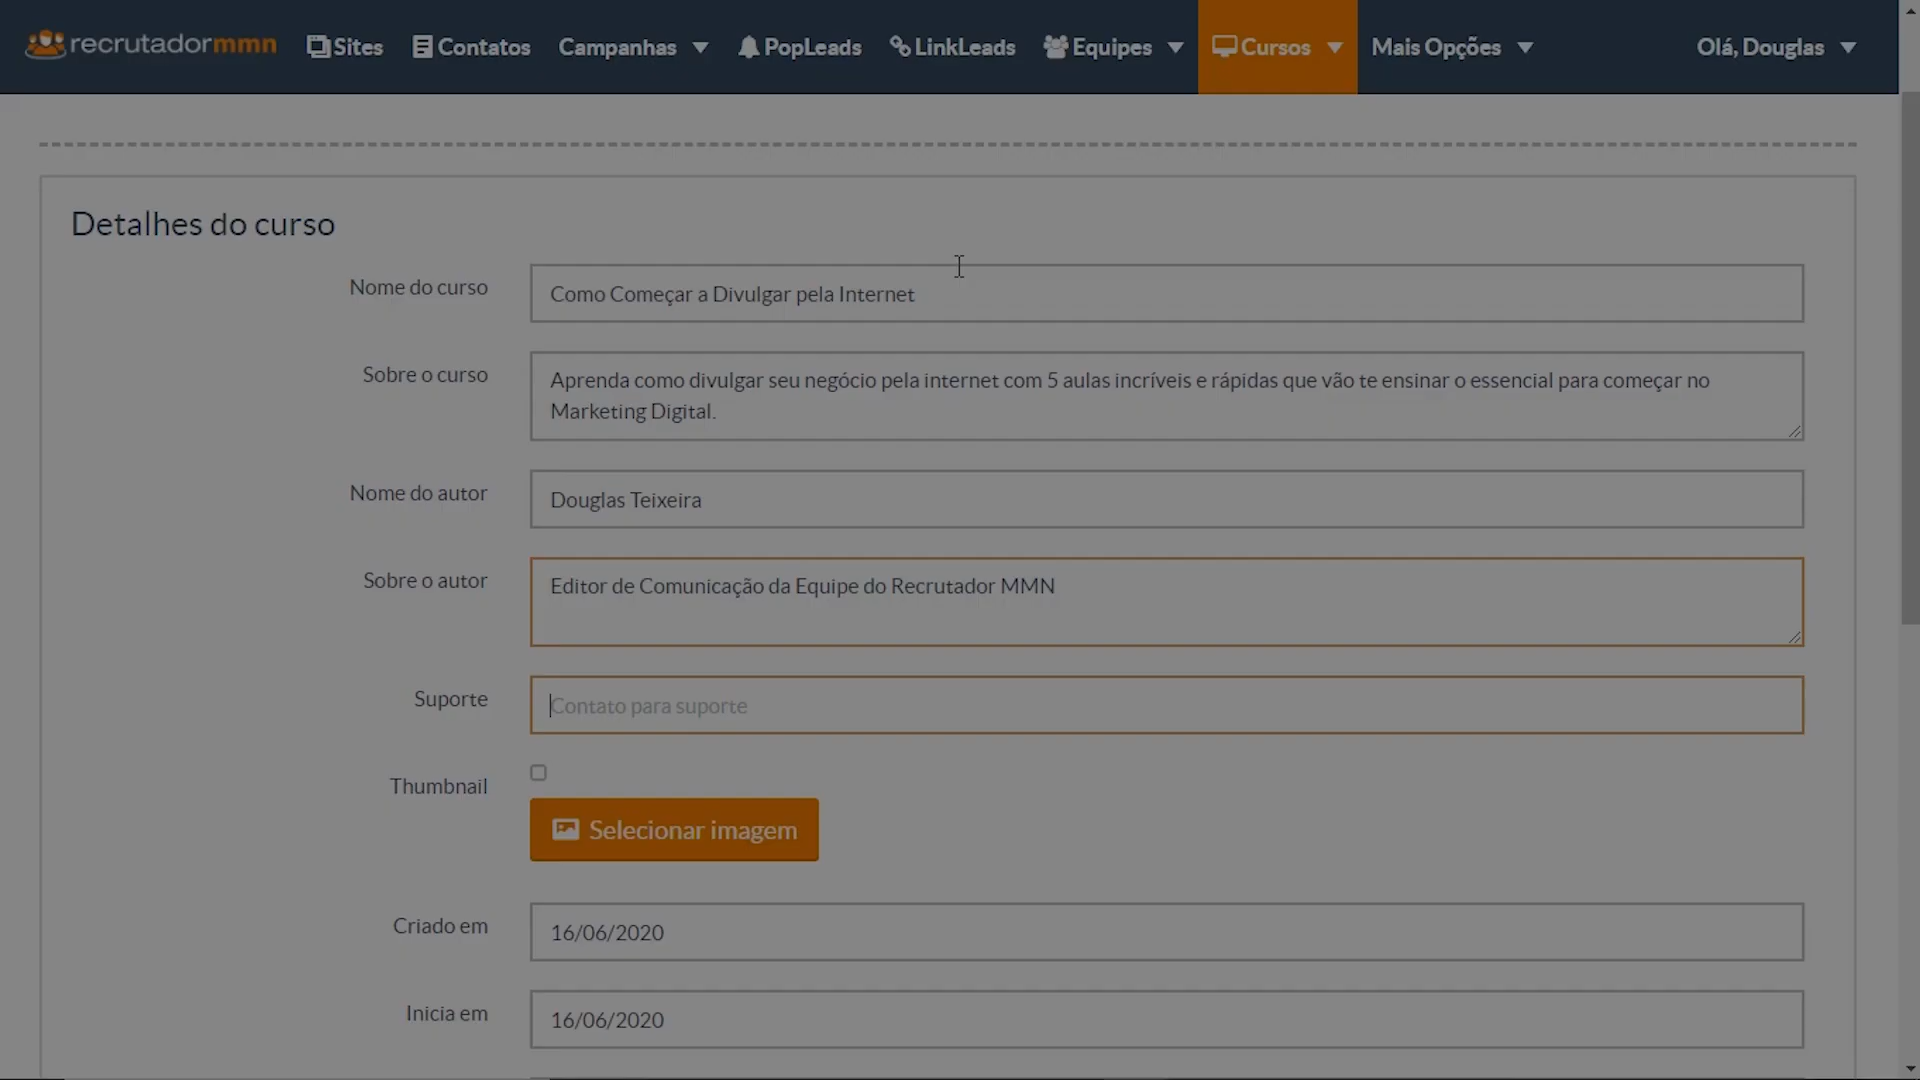 recrutadormmn Sites Contatos Campanhas PopLeads LinkLeads Equipes Cursos Mais Opções Olá, Douglas
Detalhes do curso
Nome do curso
Como Começar a Divulgar pela Internet
Sobre o curso
Aprenda como divulgar seu negócio pela internet com 5 aulas incríveis e rápidas que vão te ensinar o essencial para começar no
Marketing Digital.
Nome do autor
Douglas Teixeira
Sobre o autor
Editor de Comunicação da Equipe do Recrutador MMN
Suporte
Contato para suporte
Thumbnail
Selecionar imagem
Criado em
16/06/2020
Inicia em
16/06/2020